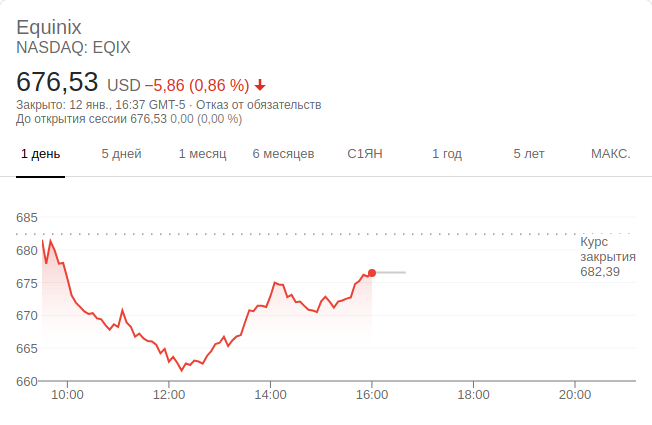 Equinix
NASDAQ: EQIX
676,53 USD −5,86 (0,86 %)
Закрыто: 12 янв., 16:37 GMT-5 · Отказ от обязательств
До открытия сессии 676,53 0,00 (0,00 %)
1 день 5 дней 1 месяц 6 месяцев С1ЯН 1 год 5 лет МАКС.
685
680
675
670
665
660
Курс
закрытия
682,39
10:00 12:00 14:00 16:00 18:00 20:00